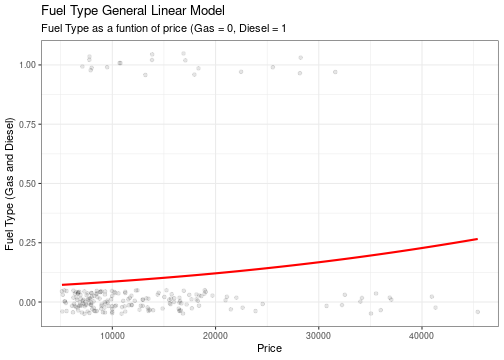 Fuel Type General Linear Model
Fuel Type as a funtion of price (Gas = 0, Diesel = 1
1.00
0.75
0.50
0.25
0.00
Fuel Type (Gas and Diesel)
10000
20000
30000
40000
Price